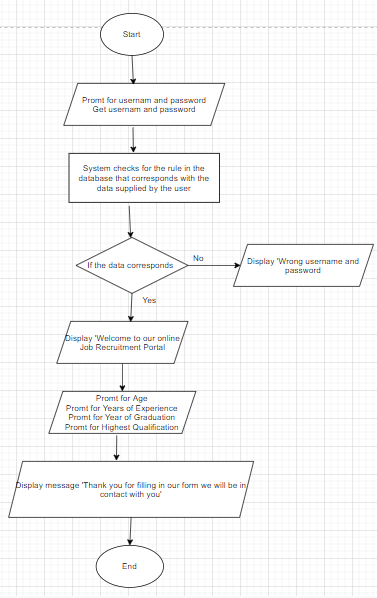 Start
Promt for usernam and password
Get usernam and password
System checks for the rule in the
database that corresponds with the
data supplied by the user
If the data corresponds
No
Display 'Wrong username and
password
Yes
Display 'Welcome to our online
Job Recruitment Portal
Promt for Age
Promt for Years of Experience
Promt for Year of Graduation
Promt for Highest Qualification
Display message 'Thank you for filling in our form we will be in
contact with you'
End